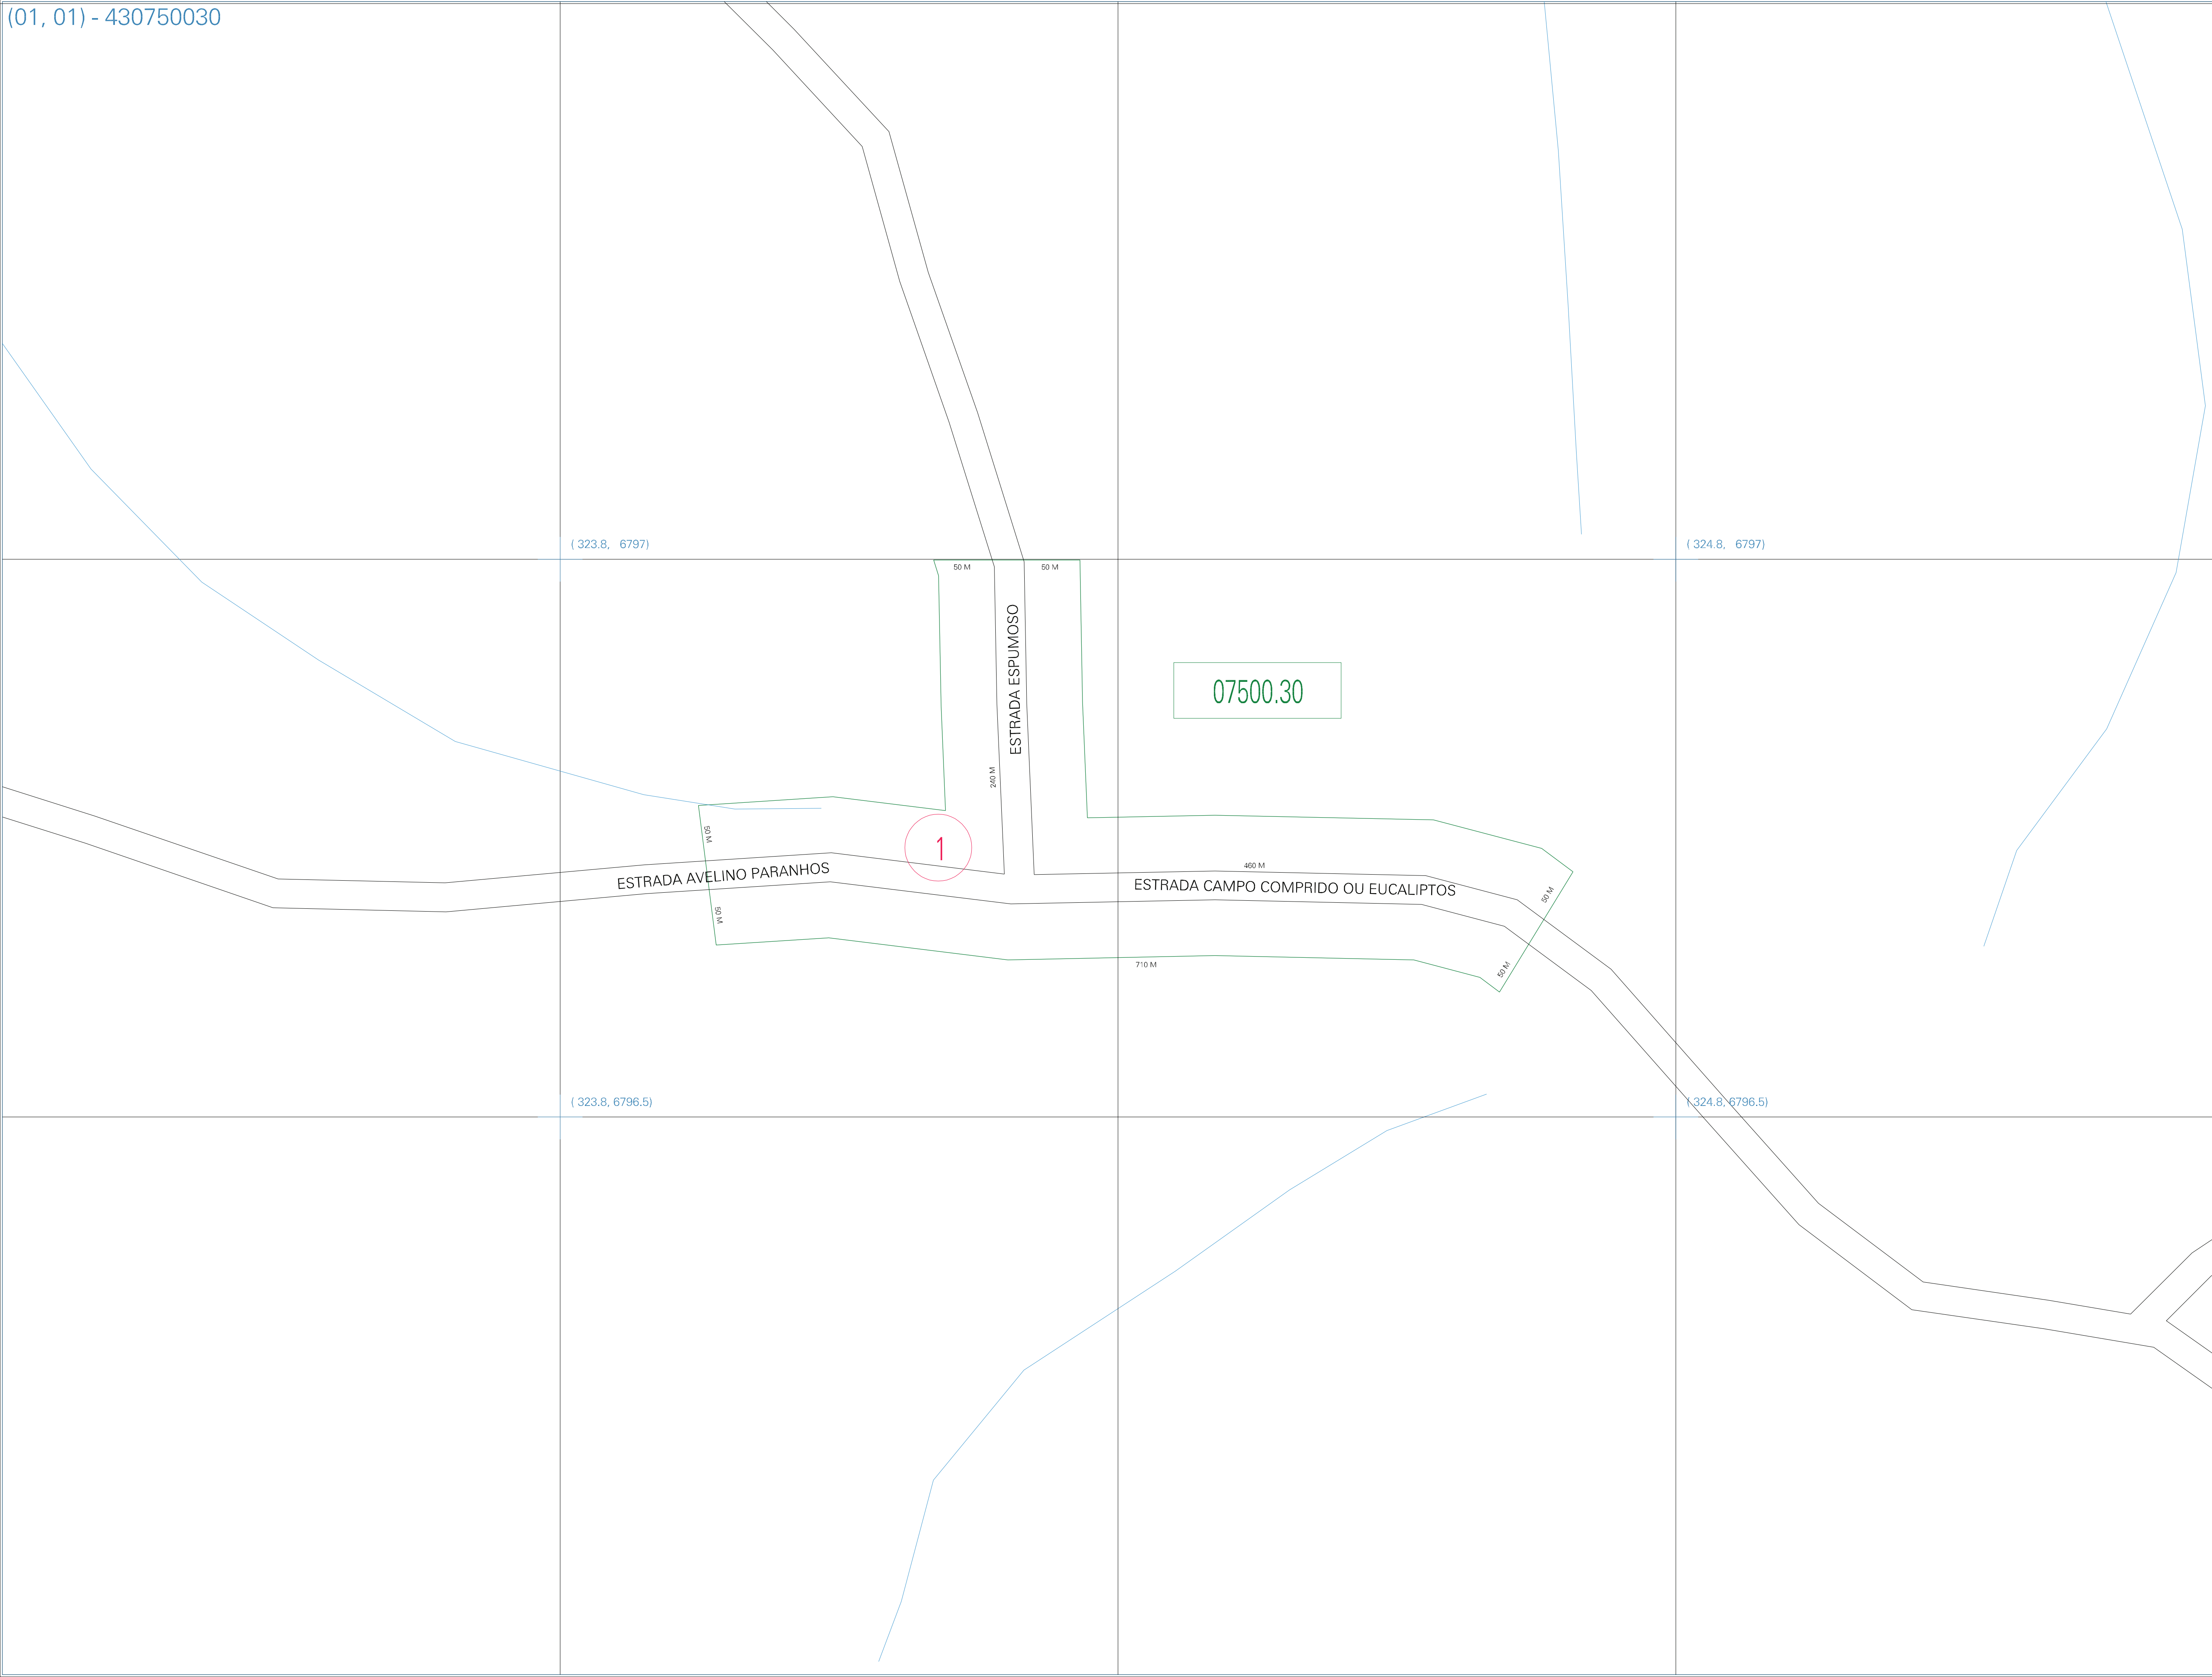 (01, 01) - 430750030
( 323.8, 6797)
( 324.8, 6797)
50 M
50 M
ESTRADA ESPUMOSO
07500.30
240 M
50 M
1
460 M
ESTRADA AVELINO PARANHOS
ESTRADA CAMPO COMPRIDO OU EUCALIPTOS
50 M
50 M
710 M
50 M
( 323.8, 6796.5)
( 324.8, 6796.5)